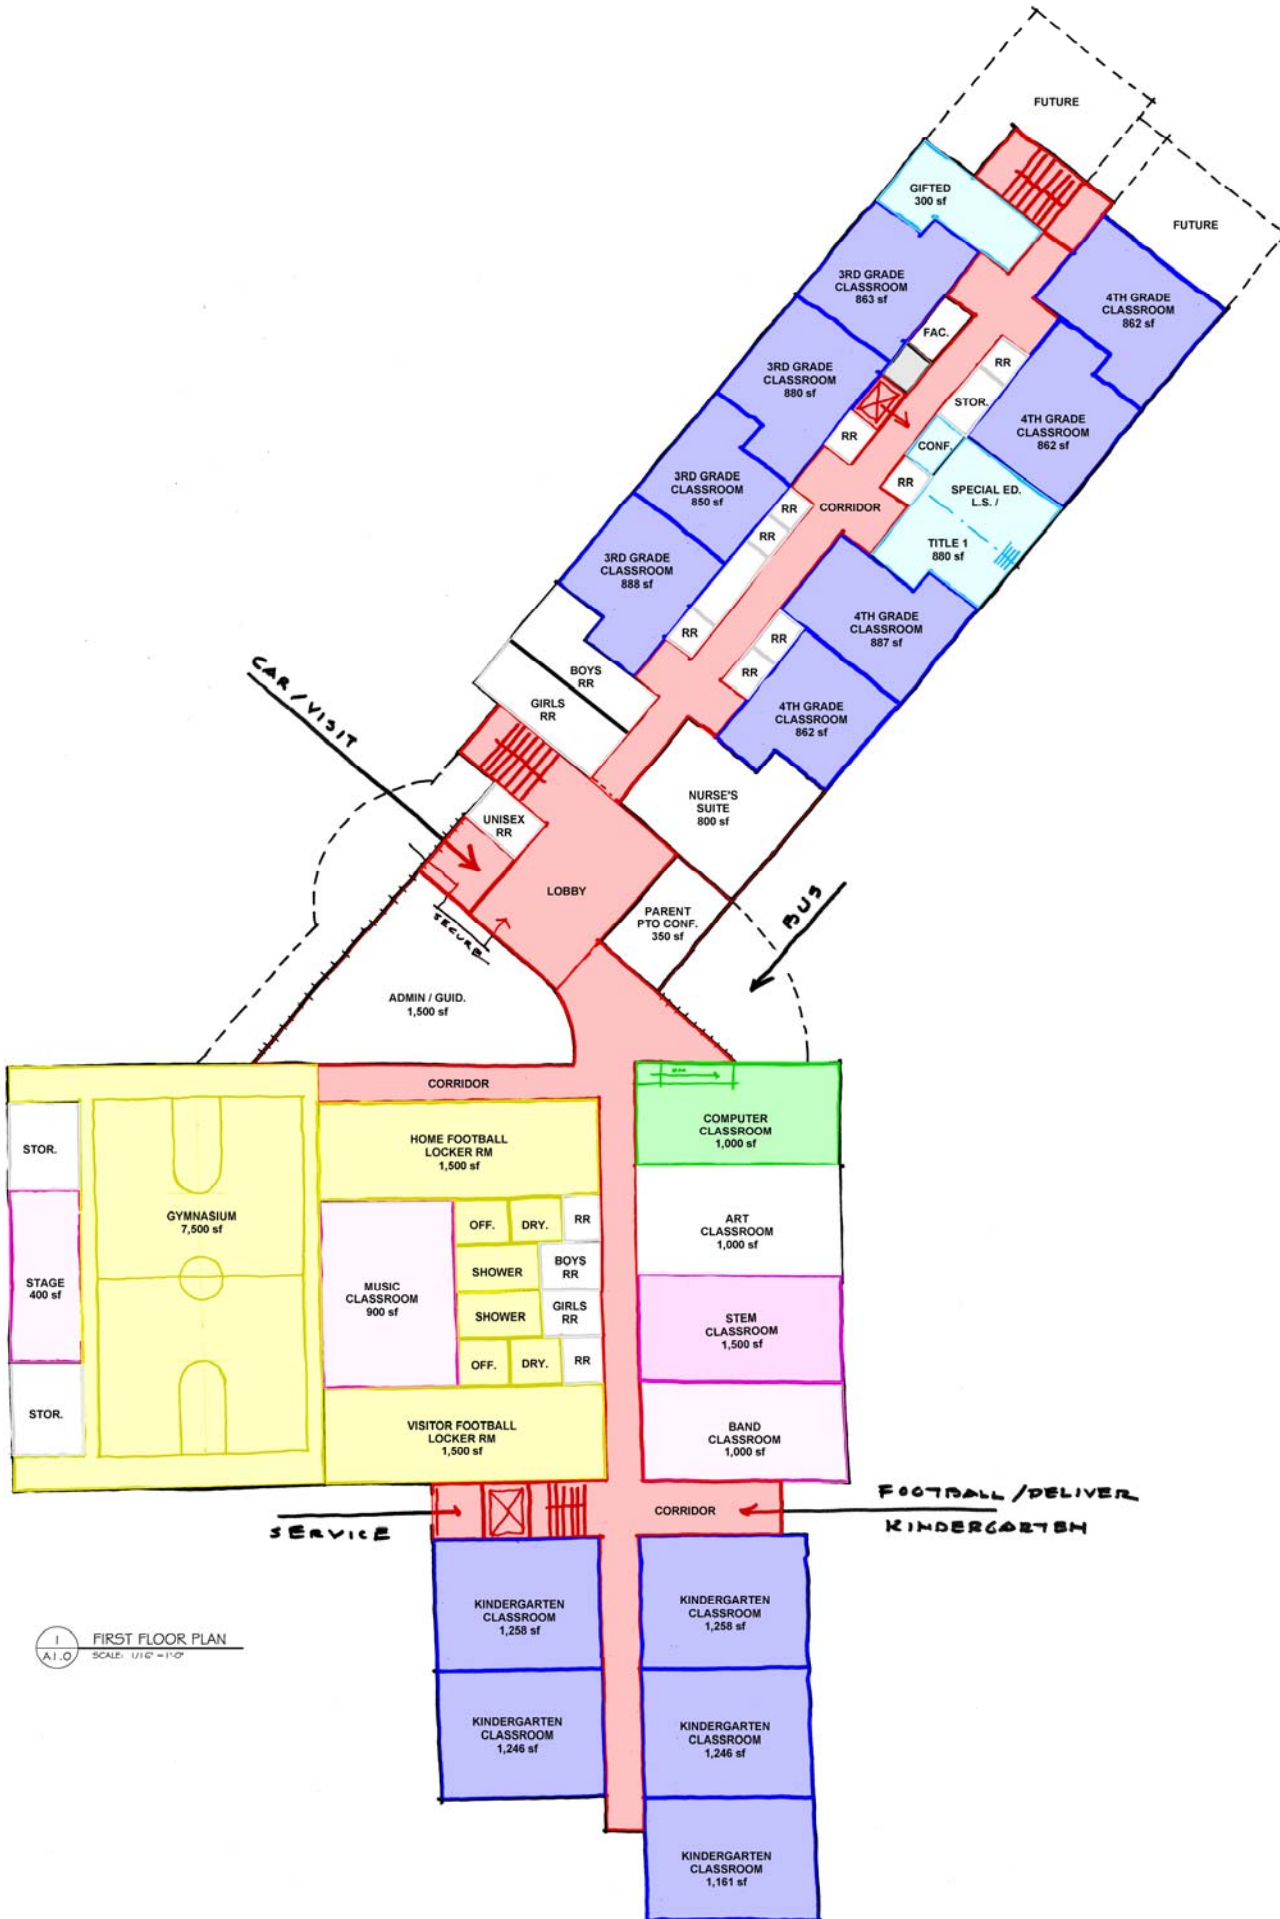 FUTURE
GIFTED
300 sf
FUTURE
3RD GRADE
CLASSROOM
863 sf
4TH GRADE
CLASSROOM
862 sf
FAC.
RR
3RD GRADE
CLASSROOM
880 sf
STOR.
4TH GRADE
CLASSROOM
862 sf
RR
CONF.
3RD GRADE
CLASSROOM
850 sf
RR
SPECIAL ED.
L.S. /
RR
CORRIDOR
RR
TITLE 1
880 sf
3RD GRADE
CLASSROOM
888 sf
4TH GRADE
CLASSROOM
887 sf
RR
RR
RR
BOYS
RR
GIRLS
RR
4TH GRADE
CLASSROOM
862 sf
CAR/VISIT
NURSE'S
SUITE
800 sf
UNISEX
RR
LOBBY
BUS
PARENT
PTO CONF.
350 sf
SECURE
ADMIN / GUID.
1,500 sf
CORRIDOR
COMPUTER
CLASSROOM
1,000 sf
STOR.
HOME FOOTBALL
LOCKER RM
1,500 sf
GYMNASIUM
7,500 sf
OFF.
DRY.
RR
ART
CLASSROOM
1,000 sf
STAGE
400 sf
MUSIC
CLASSROOM
900 sf
SHOWER
BOYS
RR
SHOWER
GIRLS
RR
STEM
CLASSROOM
1,500 sf
OFF.
DRY.
RR
STOR.
VISITOR FOOTBALL
LOCKER RM
1,500 sf
BAND
CLASSROOM
1,000 sf
SERVICE
CORRIDOR
FOOTBALL / DELIVER
KINDERGARTEN
KINDERGARTEN
CLASSROOM
1,258 sf
KINDERGARTEN
CLASSROOM
1,258 sf
1
A1.0
FIRST FLOOR PLAN
SCALE: 1/16" = 1'-0"
KINDERGARTEN
CLASSROOM
1,246 sf
KINDERGARTEN
CLASSROOM
1,246 sf
KINDERGARTEN
CLASSROOM
1,161 sf